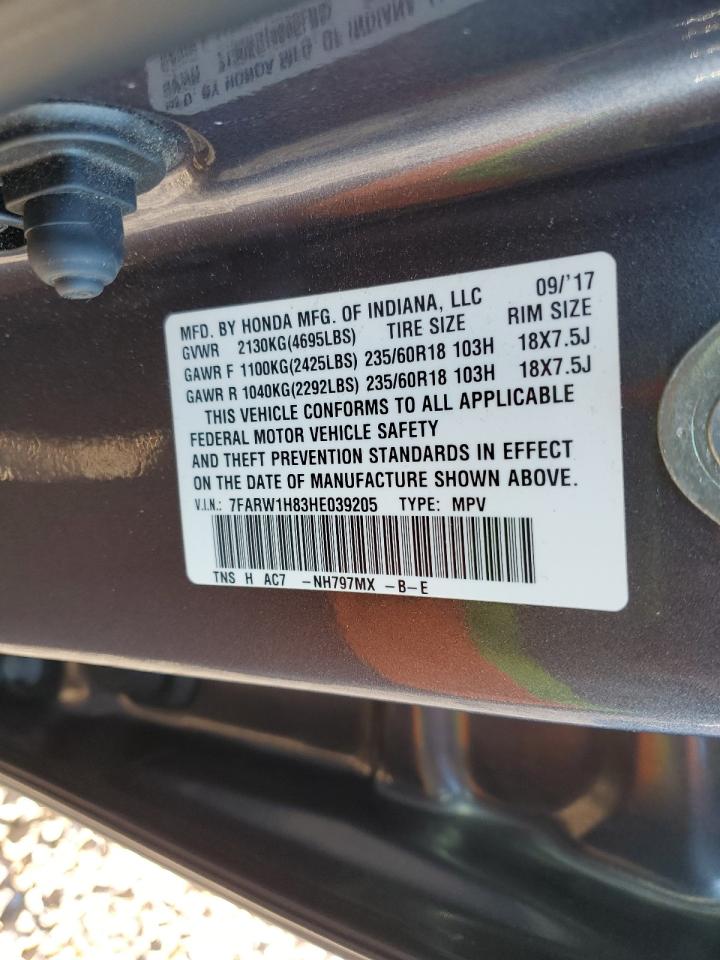 MFD. BY HONDA MFG. OF INDIANA, LLC 09/'17
GVWR 2130KG(4695LBS) TIRE SIZE RIM SIZE
GAWR F 1100KG(2425LBS) 235/60R18 103H 18X7.5J
GAWR R 1040KG(2292LBS) 235/60R18 103H 18X7.5J
THIS VEHICLE CONFORMS TO ALL APPLICABLE
FEDERAL MOTOR VEHICLE SAFETY
AND THEFT PREVENTION STANDARDS IN EFFECT
ON THE DATE OF MANUFACTURE SHOWN ABOVE.
V.I.N.: 7FARW1H83HE039205 TYPE: MPV
TNS H AC7 -NH797MX -B-E